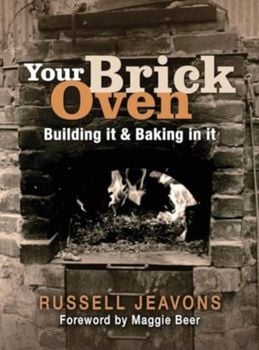 Your Brick
Oven
Building it & Baking in it
RUSSELL JEAVONS
Foreword by Maggie Beer